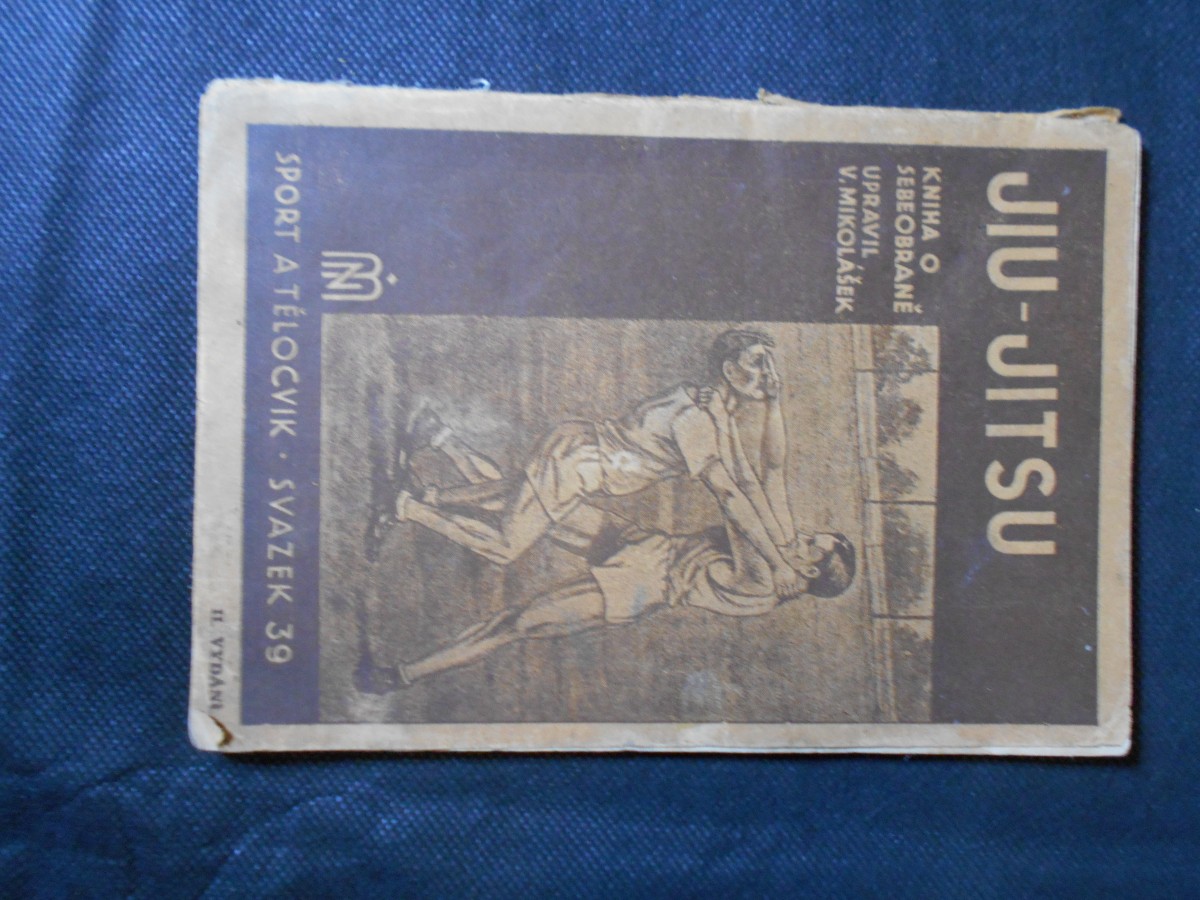 JIU-JITSU
KNIHA O
SEBEOBRANĚ
UPRAVIL
V. MIKOLÁŠEK
SPORT A TĚLOCVIK · SVAZEK 39
II. VYDÁNÍ